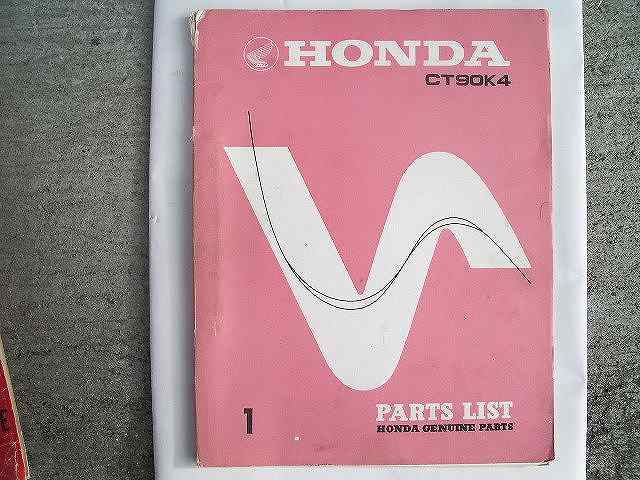 HONDA
CT90K4
1
PARTS LIST
HONDA GENUINE PARTS
E